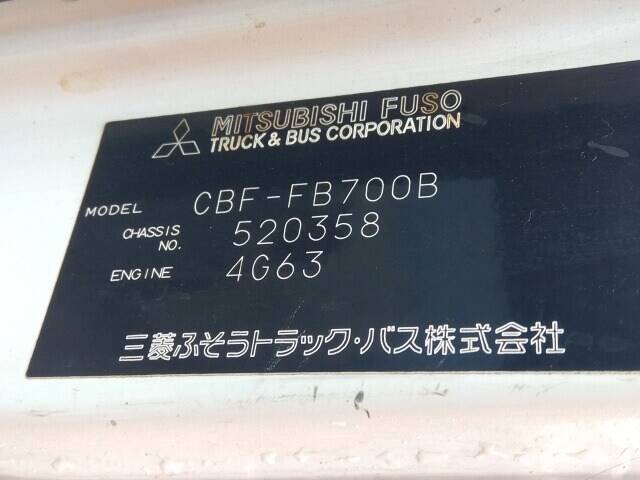 MITSUBISHI FUSO
TRUCK & BUS CORPORATION
MODEL CBF-FB700B
CHASSIS NO. 520358
ENGINE 4G63
三菱ふそうトラック・バス株式会社